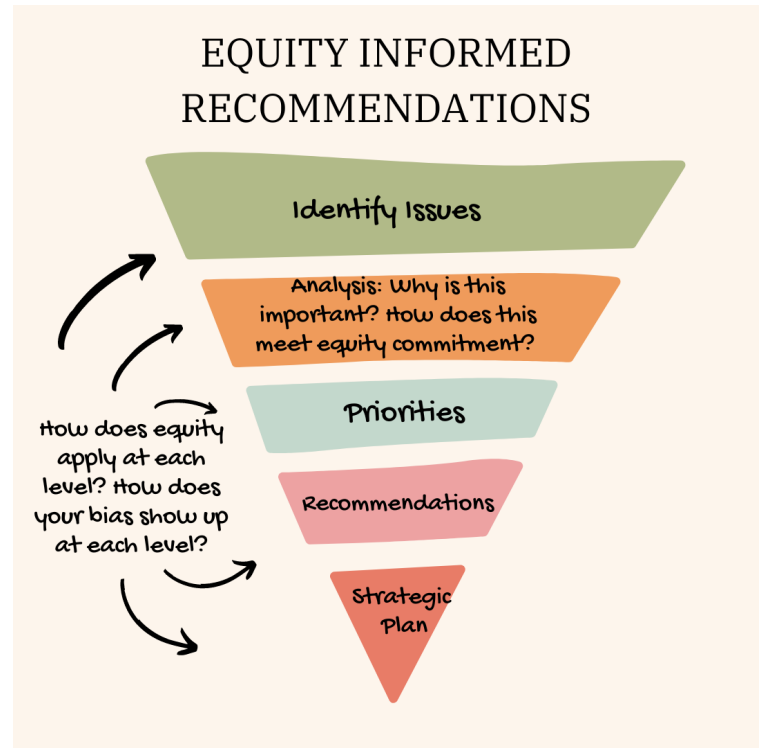 EQUITY INFORMED
RECOMMENDATIONS
Identify Issues
Analysis: Why is this
important? How does this
meet equity commitment?
Priorities
Recommendations
Strategic
Plan
How does equity
apply at each
level? How does
your bias show up
at each level?